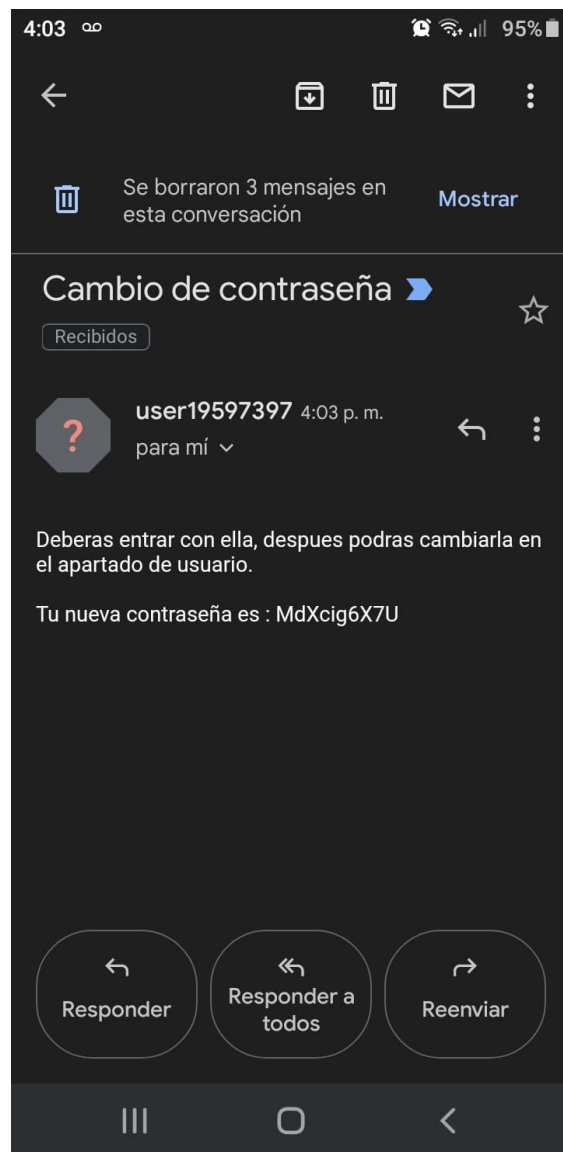 4:03 95%
Se borraron 3 mensajes en
esta conversación
Mostrar
Cambio de contraseña
Recibidos
?
user19597397 4:03 p. m.
para mí
Deberas entrar con ella, despues podras cambiarla en
el apartado de usuario.
Tu nueva contraseña es : MdXcig6X7U
Responder
Responder a
todos
Reenviar